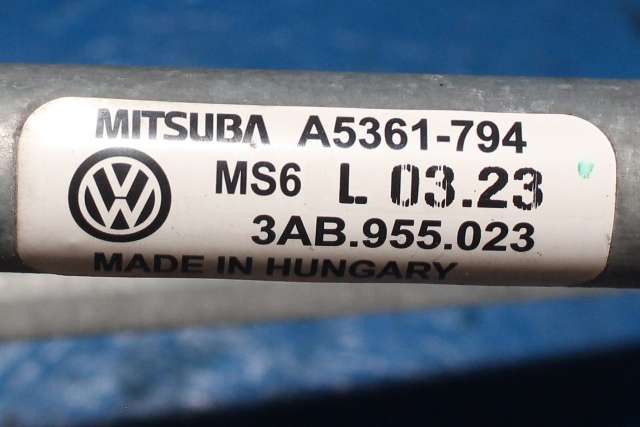 MITSUBA A5361-794
MS6 L 03.23
3AB.955.023
MADE IN HUNGARY